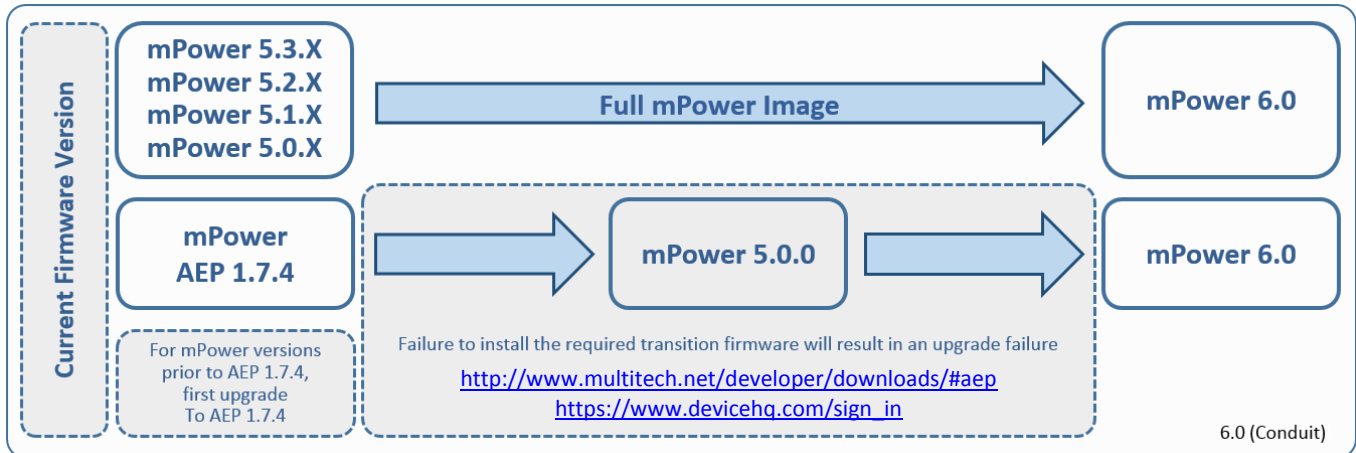 Current Firmware Version
mPower 5.3.X
mPower 5.2.X
mPower 5.1.X
mPower 5.0.X
Full mPower Image
mPower 6.0
mPower
AEP 1.7.4
mPower 5.0.0
mPower 6.0
For mPower versions
prior to AEP 1.7.4,
first upgrade
To AEP 1.7.4
Failure to install the required transition firmware will result in an upgrade failure
http://www.multitech.net/developer/downloads/#aep
https://www.devicehq.com/sign_in
6.0 (Conduit)